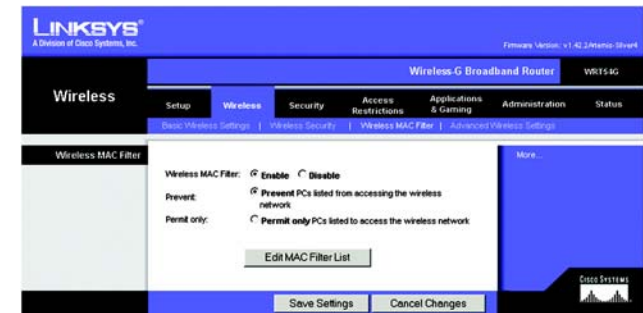 LINKSYS®
A Division of Cisco Systems, Inc.
Firmware Version: v1.42.2Artemis-Silver4
Wireless-G Broadband Router WRT54G
Wireless
Setup Wireless Security Access Restrictions Applications & Gaming Administration Status
Basic Wireless Settings | Wireless Security | Wireless MAC Filter | Advanced Wireless Settings
Wireless MAC Filter
More...
Wireless MAC Filter: Enable Disable
Prevent: Prevent PCs listed from accessing the wireless
network
Permit only: Permit only PCs listed to access the wireless network
Edit MAC Filter List
Save Settings Cancel Changes
CISCO SYSTEMS